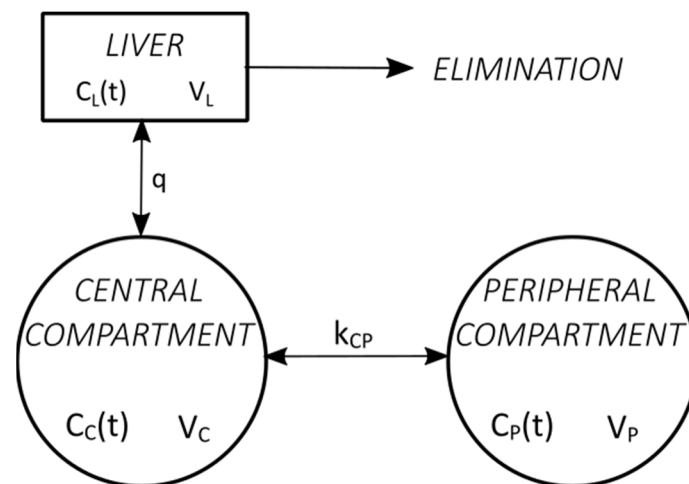 LIVER
C_L(t) V_L
ELIMINATION
q
CENTRAL
COMPARTMENT
C_C(t) V_C
k_CP
PERIPHERAL
COMPARTMENT
C_P(t) V_P